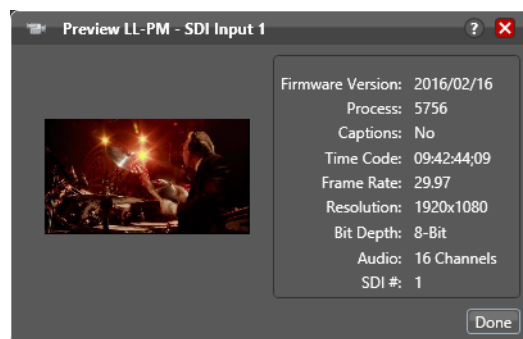 Preview LL-PM - SDI Input 1 ?
Firmware Version: 2016/02/16
Process: 5756
Captions: No
Time Code: 09:42:44;09
Frame Rate: 29.97
Resolution: 1920x1080
Bit Depth: 8-Bit
Audio: 16 Channels
SDI #: 1
Done